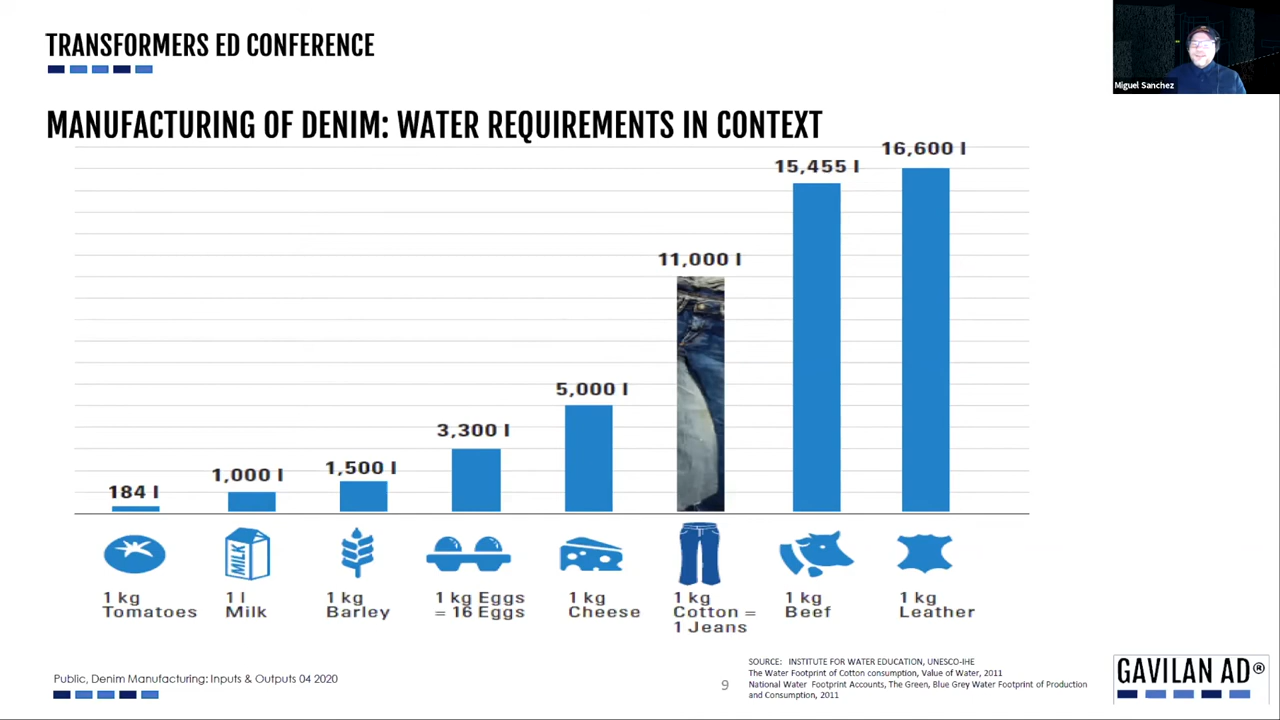 TRANSFORMERS ED CONFERENCE
Miguel Sanchez
MANUFACTURING OF DENIM: WATER REQUIREMENTS IN CONTEXT
184 l
1,000 l
1,500 l
3,300 l
5,000 l
11,000 l
15,455 l
16,600 l
MILK
1 kg
Tomatoes
1 l
Milk
1 kg
Barley
1 kg Eggs
= 16 Eggs
1 kg
Cheese
1 kg
Cotton =
1 Jeans
1 kg
Beef
1 kg
Leather
Public, Denim Manufacturing: Inputs & Outputs 04 2020
9
SOURCE: INSTITUTE FOR WATER EDUCATION, UNESCO-IHE
The Water Footprint of Cotton consumption, Value of Water, 2011
National Water Footprint Accounts, The Green, Blue Grey Water Footprint of Production
and Consumption, 2011
GAVILAN AD®